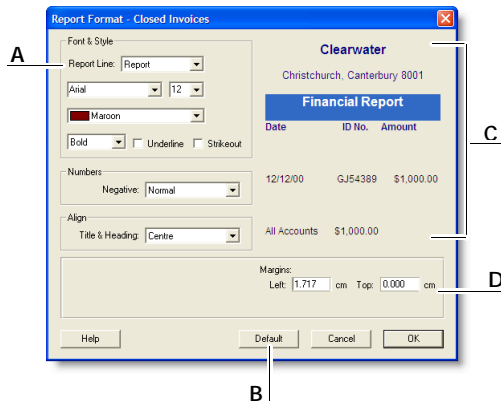 Report Format - Closed Invoices
A
Font & Style
Report Line: Report
Arial 12
Maroon
Bold Underline Strikeout
Numbers
Negative: Normal
Align
Title & Heading: Centre
Clearwater
Christchurch, Canterbury 8001
Financial Report
Date ID No. Amount
12/12/00 GJ54389 $1,000.00
All Accounts $1,000.00
C
Margins:
Left: 1.717 cm Top: 0.000 cm
D
Help Default Cancel OK
B